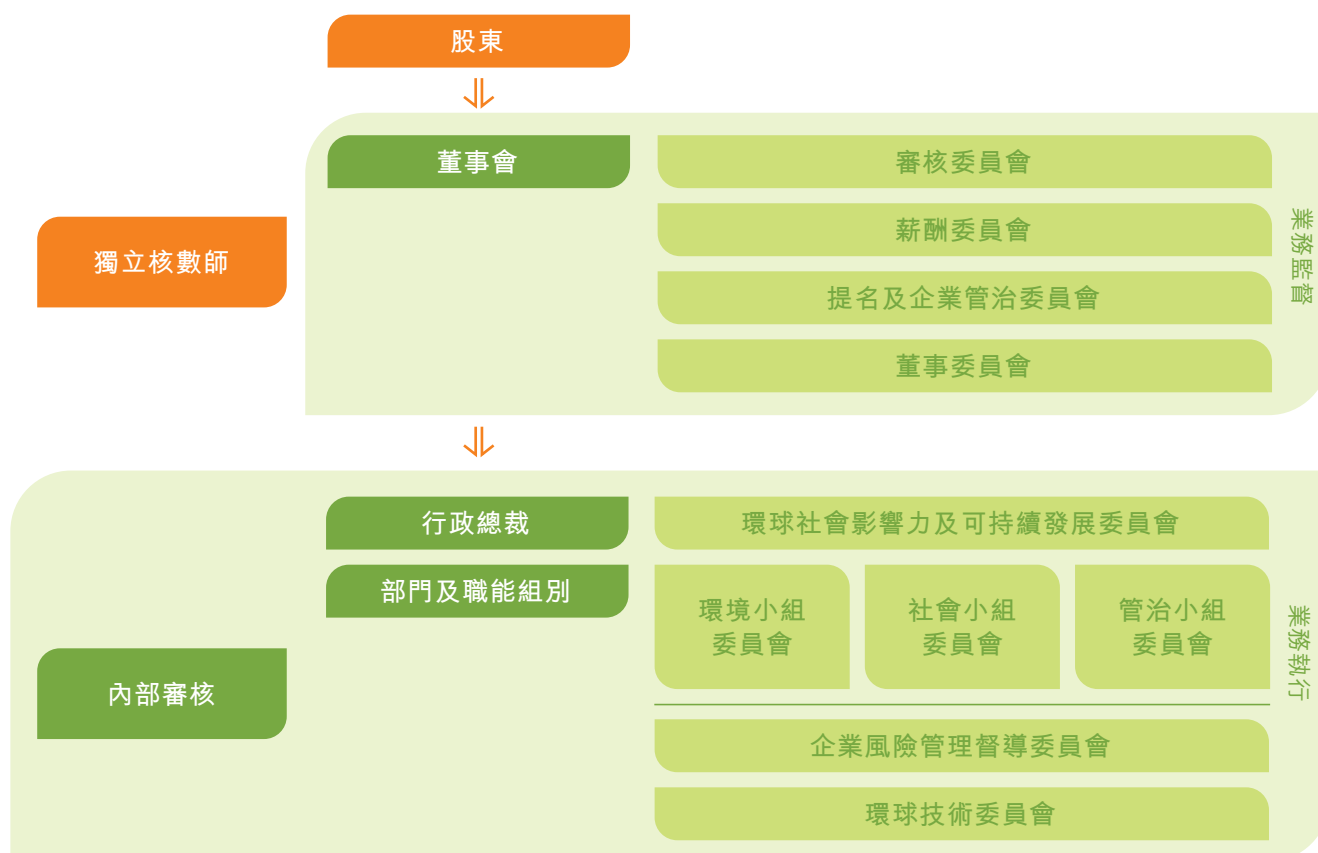 股東
董事會
審核委員會
薪酬委員會
提名及企業管治委員會
董事委員會
業務監督
獨立核數師
行政總裁
環球社會影響力及可持續發展委員會
部門及職能組別
環境小組
委員會
社會小組
委員會
管治小組
委員會
業務執行
內部審核
企業風險管理督導委員會
環球技術委員會